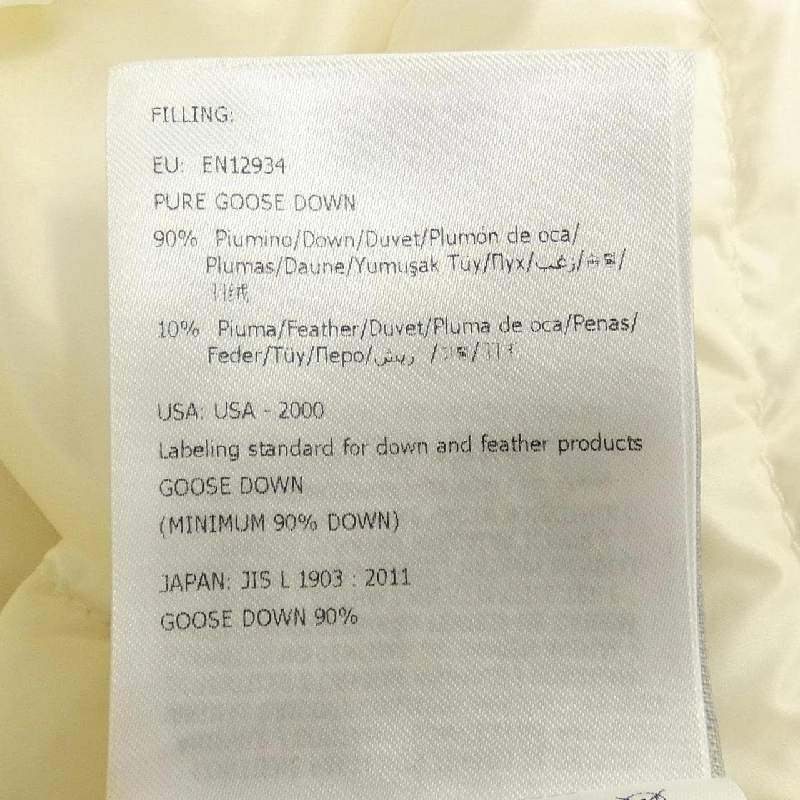 FILLING:
EU: EN12934
PURE GOOSE DOWN
90% Piumino/Down/Duvet/Plumón de oca/
Plumas/Daune/Yumuşak Tüy/Пух/زغب/
10% Piuma/Feather/Duvet/Pluma de oca/Penas/
Feder/Tüy/Перо/ريش /
USA: USA - 2000
Labeling standard for down and feather products
GOOSE DOWN
(MINIMUM 90% DOWN)
JAPAN: JIS L 1903 : 2011
GOOSE DOWN 90%